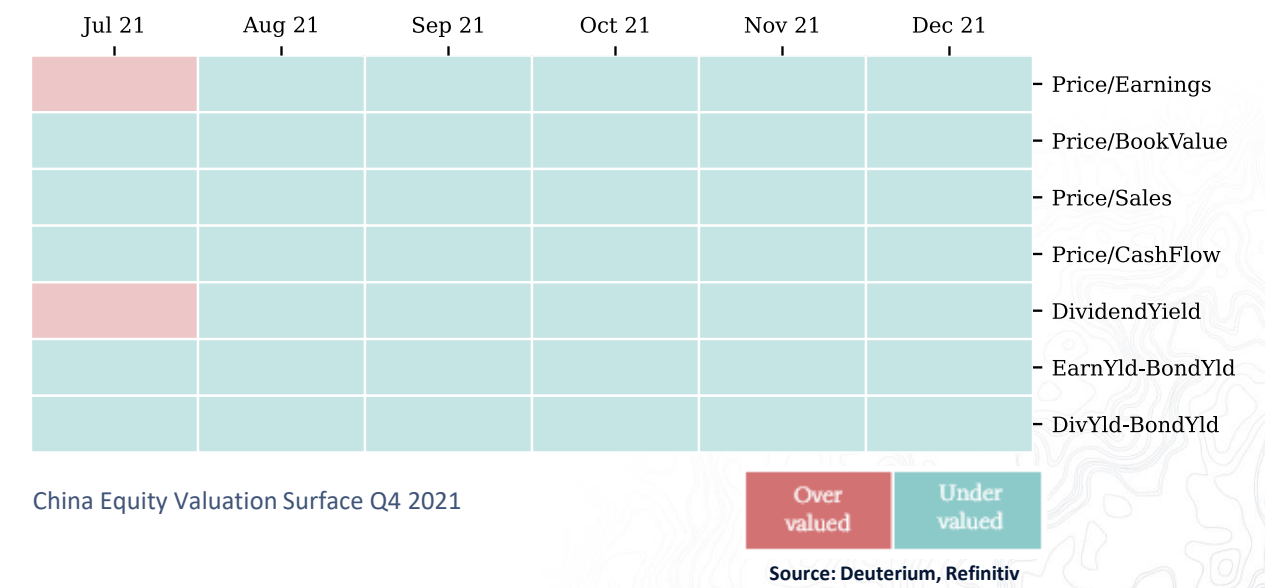 Jul 21 Aug 21 Sep 21 Oct 21 Nov 21 Dec 21
Price/Earnings
Price/BookValue
Price/Sales
Price/CashFlow
DividendYield
EarnYld-BondYld
DivYld-BondYld
China Equity Valuation Surface Q4 2021
Over
valued
Under
valued
Source: Deuterium, Refinitiv